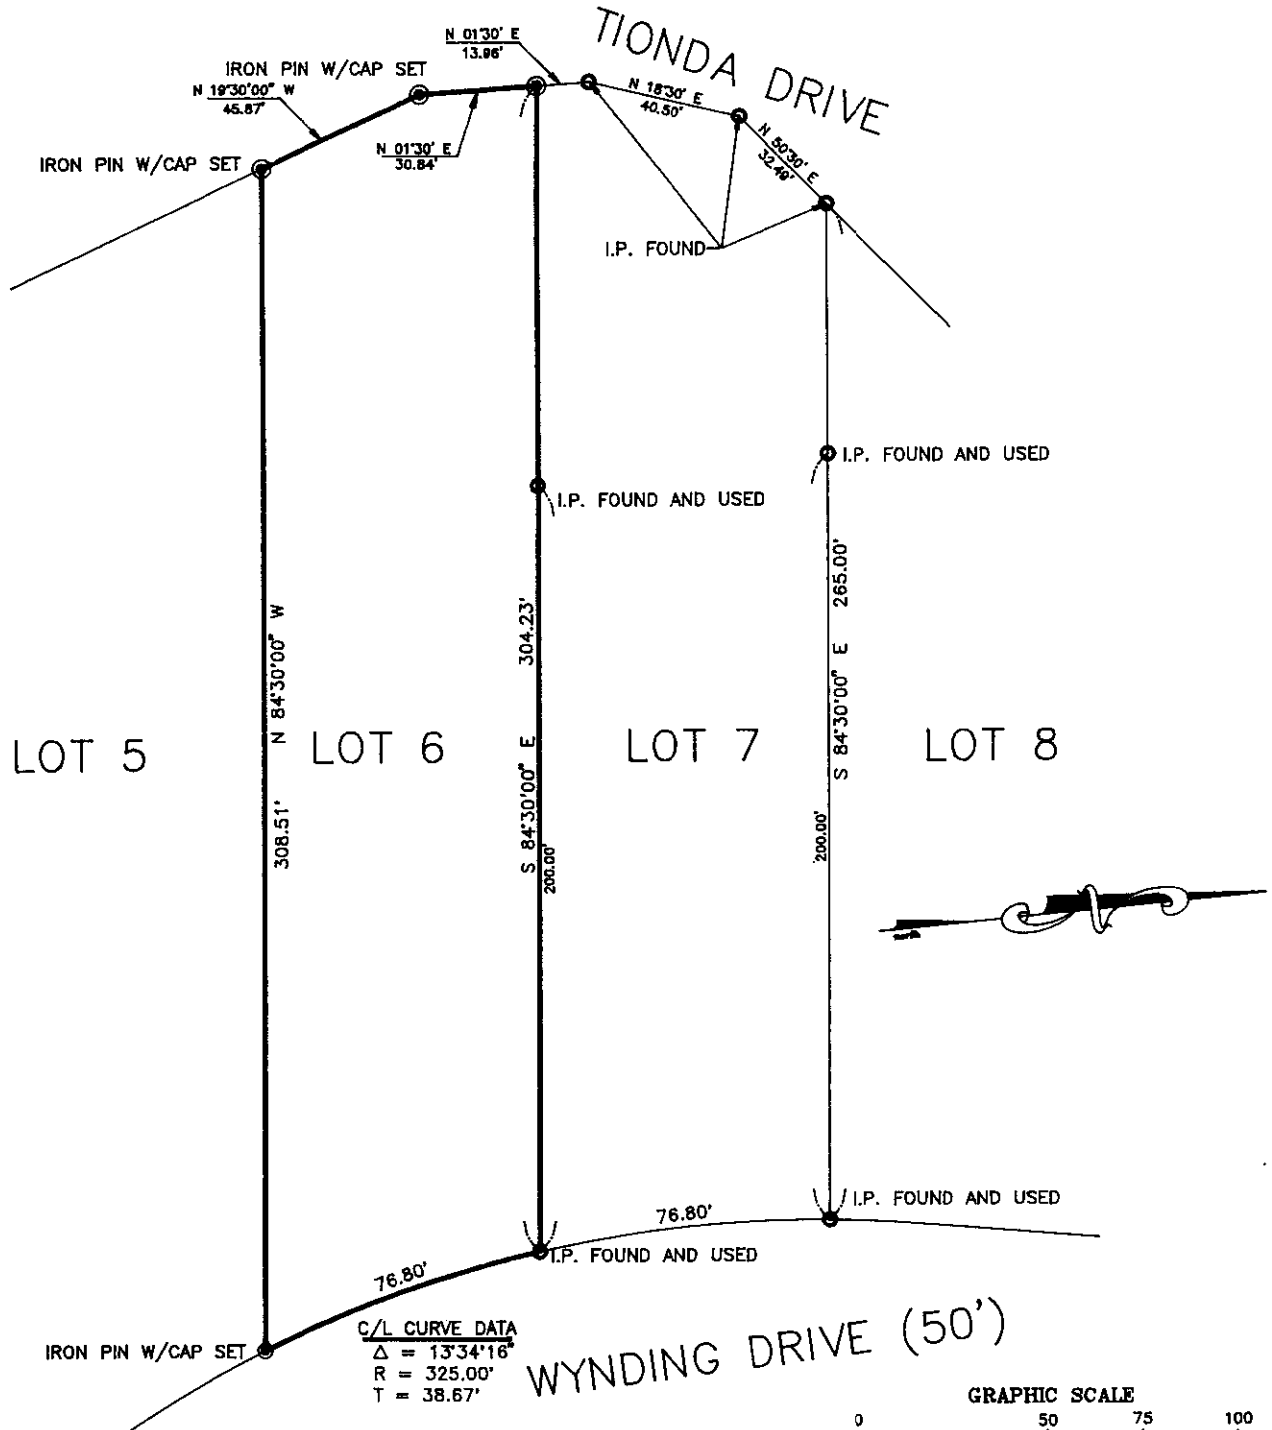 TIONDA DRIVE
N 01°30' E
13.96'
IRON PIN W/CAP SET
N 19°30'00" W
45.87'
N 18°30' E
40.50'
N 50°30' E
32.49'
N 01°30' E
30.84'
IRON PIN W/CAP SET
I.P. FOUND
I.P. FOUND AND USED
I.P. FOUND AND USED
N 84°30'00" W
308.51'
S 84°30'00" E 304.23'
200.00'
S 84°30'00" E 265.00'
200.00'
LOT 5
LOT 6
LOT 7
LOT 8
I.P. FOUND AND USED
76.80'
I.P. FOUND AND USED
76.80'
IRON PIN W/CAP SET
C/L CURVE DATA
Δ = 13°34'16"
R = 325.00'
T = 38.67'
WYNDING DRIVE (50')
GRAPHIC SCALE
0 50 75 100